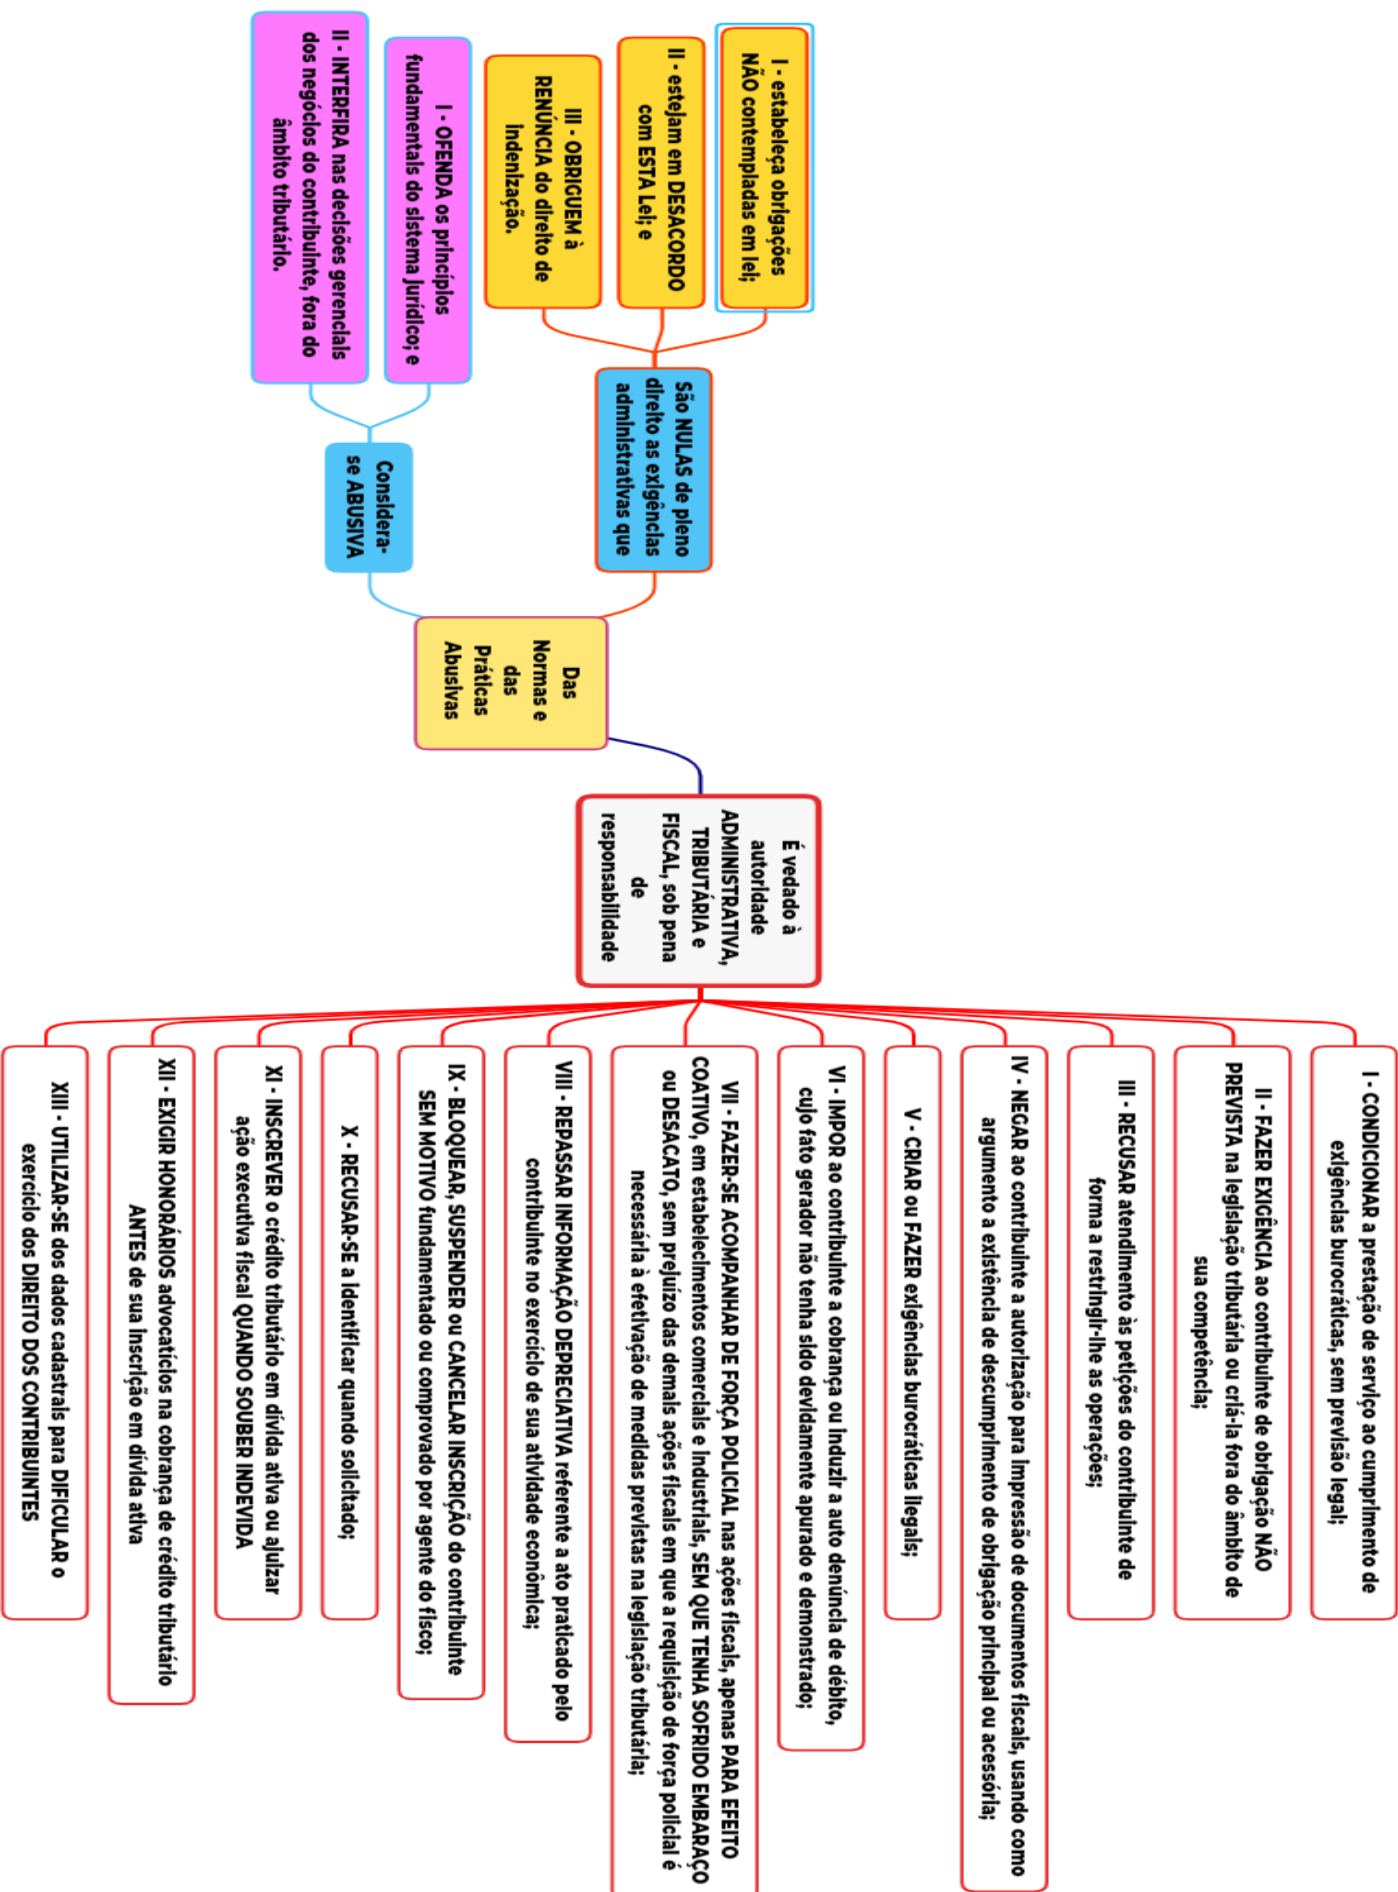 Das
Normas e
das
Práticas
Abusivas
São NULAS de pleno
direito as exigências
administrativas que
I - estabeleça obrigações
NÃO contempladas em lei;
II - estejam em DESACORDO
com ESTA Lei; e
III - OBRIGUEM à
RENÚNCIA do direito de
indenização.
Considera-
se ABUSIVA
I - OFENDA os princípios
fundamentais do sistema jurídico; e
II - INTERFIRA nas decisões gerenciais
dos negócios do contribuinte, fora do
âmbito tributário.
É vedado à
autoridade
ADMINISTRATIVA,
TRIBUTÁRIA e
FISCAL, sob pena
de
responsabilidade
I - CONDICIONAR a prestação de serviço ao cumprimento de
exigências burocráticas, sem previsão legal;
II - FAZER EXIGÊNCIA ao contribuinte de obrigação NÃO
PREVISTA na legislação tributária ou criá-la fora do âmbito de
sua competência;
III - RECUSAR atendimento às petições do contribuinte de
forma a restringir-lhe as operações;
IV - NEGAR ao contribuinte a autorização para impressão de documentos fiscais, usando como
argumento a existência de descumprimento de obrigação principal ou acessória;
V - CRIAR ou FAZER exigências burocráticas ilegais;
VI - IMPOR ao contribuinte a cobrança ou induzir a auto denúncia de débito,
cujo fato gerador não tenha sido devidamente apurado e demonstrado;
VII - FAZER-SE ACOMPANHAR DE FORÇA POLICIAL nas ações fiscais, apenas PARA EFEITO
COATIVO, em estabelecimentos comerciais e industriais, SEM QUE TENHA SOFRIDO EMBARAÇO
ou DESACATO, sem prejuízo das demais ações fiscais em que a requisição de força policial é
necessária à efetivação de medidas previstas na legislação tributária;
VIII - REPASSAR INFORMAÇÃO DEPRECIATIVA referente a ato praticado pelo
contribuinte no exercício de sua atividade econômica;
IX - BLOQUEAR, SUSPENDER ou CANCELAR INSCRIÇÃO do contribuinte
SEM MOTIVO fundamentado ou comprovado por agente do fisco;
X - RECUSAR-SE a identificar quando solicitado;
XI - INSCREVER o crédito tributário em dívida ativa ou ajuizar
ação executiva fiscal QUANDO SOUBER INDEVIDA
XII - EXIGIR HONORÁRIOS advocatícios na cobrança de crédito tributário
ANTES de sua inscrição em dívida ativa
XIII - UTILIZAR-SE dos dados cadastrais para DIFICULAR o
exercício dos DIREITO DOS CONTRIBUINTES